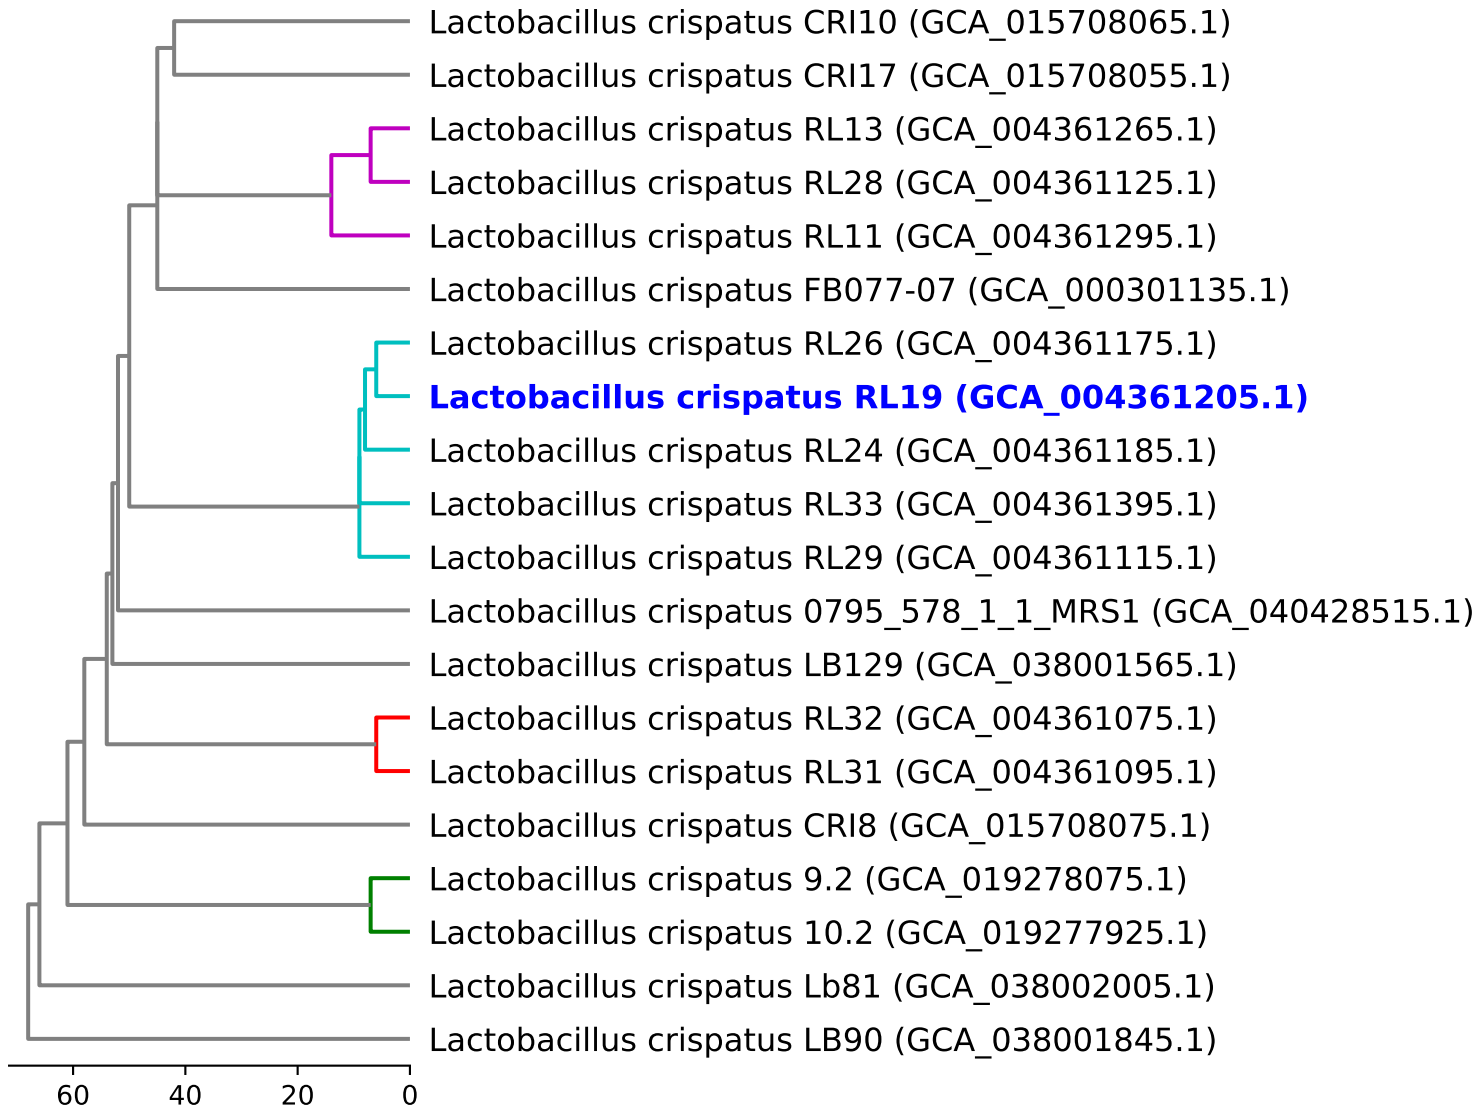 Lactobacillus crispatus CRI10 (GCA_015708065.1)
Lactobacillus crispatus CRI17 (GCA_015708055.1)
Lactobacillus crispatus RL13 (GCA_004361265.1)
Lactobacillus crispatus RL28 (GCA_004361125.1)
Lactobacillus crispatus RL11 (GCA_004361295.1)
Lactobacillus crispatus FB077-07 (GCA_000301135.1)
Lactobacillus crispatus RL26 (GCA_004361175.1)
Lactobacillus crispatus RL19 (GCA_004361205.1)
Lactobacillus crispatus RL24 (GCA_004361185.1)
Lactobacillus crispatus RL33 (GCA_004361395.1)
Lactobacillus crispatus RL29 (GCA_004361115.1)
Lactobacillus crispatus 0795_578_1_1_MRS1 (GCA_040428515.1)
Lactobacillus crispatus LB129 (GCA_038001565.1)
Lactobacillus crispatus RL32 (GCA_004361075.1)
Lactobacillus crispatus RL31 (GCA_004361095.1)
Lactobacillus crispatus CRI8 (GCA_015708075.1)
Lactobacillus crispatus 9.2 (GCA_019278075.1)
Lactobacillus crispatus 10.2 (GCA_019277925.1)
Lactobacillus crispatus Lb81 (GCA_038002005.1)
Lactobacillus crispatus LB90 (GCA_038001845.1)
60 40 20 0